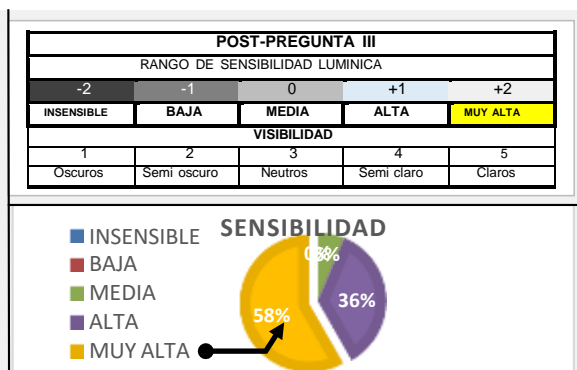 POST-PREGUNTA III
RANGO DE SENSIBILIDAD LUMINICA
-2 -1 0 +1 +2
INSENSIBLE BAJA MEDIA ALTA MUY ALTA
VISIBILIDAD
1 2 3 4 5
Oscuros Semi oscuro Neutros Semi claro Claros
SENSIBILIDAD
INSENSIBLE
BAJA
MEDIA
ALTA
MUY ALTA
36%
58%